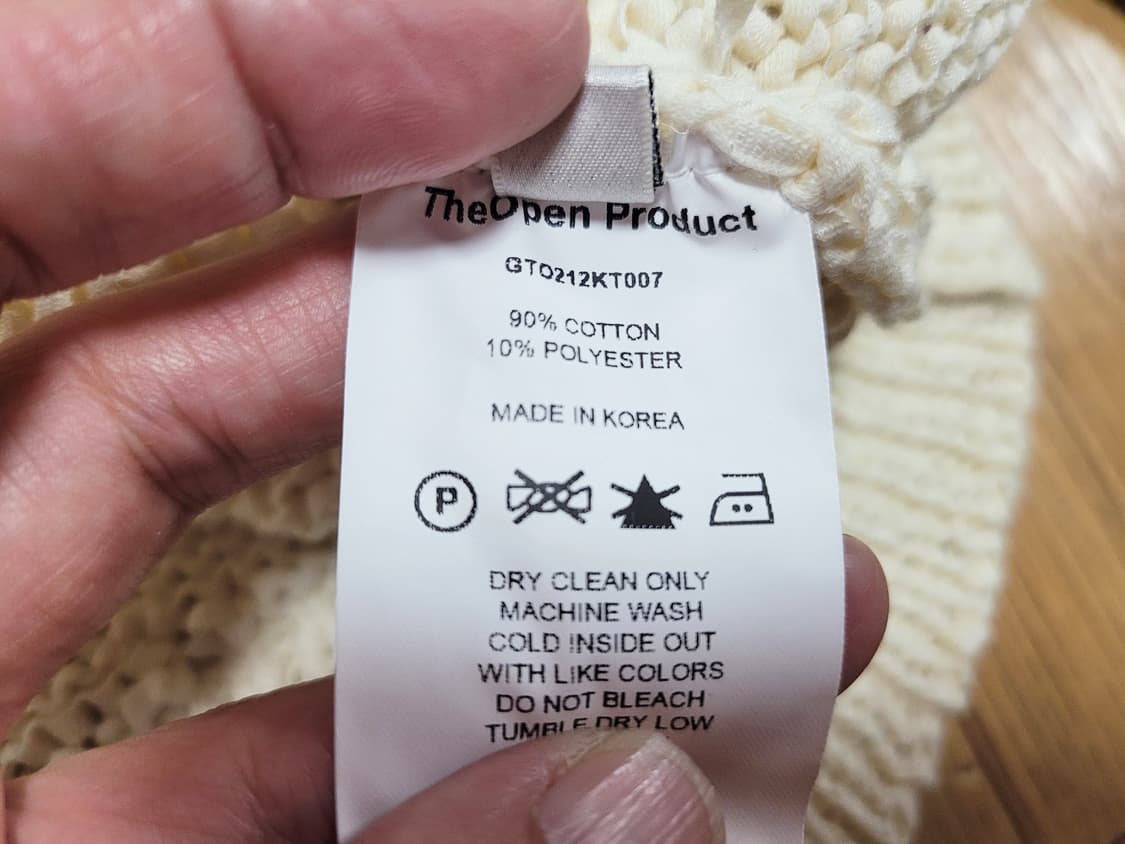 TheOpen Product
GTO212KT007
90% COTTON
10% POLYESTER
MADE IN KOREA
P
DRY CLEAN ONLY
MACHINE WASH
COLD INSIDE OUT
WITH LIKE COLORS
DO NOT BLEACH
TUMBLE DRY LOW